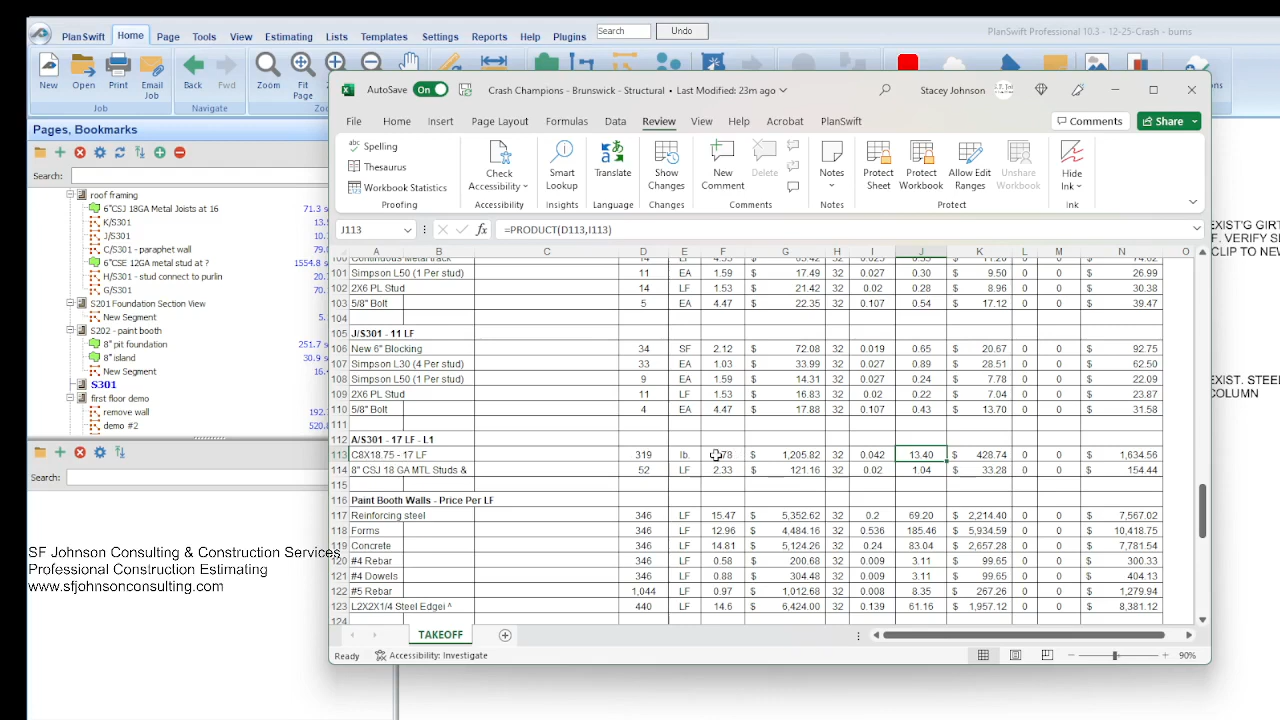 PlanSwift Home Page Tools View Estimating Lists Templates Settings Reports Help Plugins Search Undo PlanSwift Professional 10.3 - 12-25-Crash - burns
New Open Print Email Job Back Fwd Zoom Fit Page
Job Navigate
Pages, Bookmarks
Search:
roof framing
6"CSJ 18GA Metal Joists at 16 71.3 s
K/S301
J/S301
C/S301 - paraphet wall
6"CSE 12GA metal stud at ? 1554.8 s
H/S301 - stud connect to purlin
G/S301
S201 Foundation Section View
New Segment
S202 - paint booth
8" pit foundation 251.7 s
8" island 30.9 s
New Segment
S301
first floor demo
remove wall 192.
demo #2 520.
Search:
SF Johnson Consulting & Construction Services
Professional Construction Estimating
www.sfjohnsonconsulting.com
AutoSave On Crash Champions - Brunswick - Structural • Last Modified: 23m ago Stacey Johnson
File Home Insert Page Layout Formulas Data Review View Help Acrobat PlanSwift Comments Share
Spelling
Thesaurus
Workbook Statistics
Check Accessibility
Smart Lookup
Translate
Show Changes
New Comment
Delete
Notes
Protect Sheet
Protect Workbook
Allow Edit Ranges
Unshare Workbook
Hide Ink
Proofing Accessibility Insights Language Changes Comments Notes Protect Ink
J113 fx =PRODUCT(D113,I113)
A B C D E F G H I J K L M N O
101 Simpson L50 (1 Per stud) 11 EA 1.59 $ 17.49 32 0.027 0.30 $ 9.50 0 0 $ 26.99
102 2X6 PL Stud 14 LF 1.53 $ 21.42 32 0.02 0.28 $ 8.96 0 0 $ 30.38
103 5/8" Bolt 5 EA 4.47 $ 22.35 32 0.107 0.54 $ 17.12 0 0 $ 39.47
104
105 J/S301 - 11 LF
106 New 6" Blocking 34 SF 2.12 $ 72.08 32 0.019 0.65 $ 20.67 0 0 $ 92.75
107 Simpson L30 (4 Per stud) 33 EA 1.03 $ 33.99 32 0.027 0.89 $ 28.51 0 0 $ 62.50
108 Simpson L50 (1 Per stud) 9 EA 1.59 $ 14.31 32 0.027 0.24 $ 7.78 0 0 $ 22.09
109 2X6 PL Stud 11 LF 1.53 $ 16.83 32 0.02 0.22 $ 7.04 0 0 $ 23.87
110 5/8" Bolt 4 EA 4.47 $ 17.88 32 0.107 0.43 $ 13.70 0 0 $ 31.58
111
112 A/S301 - 17 LF - L1
113 C8X18.75 - 17 LF 319 lb. $ 1,205.82 32 0.042 13.40 $ 428.74 0 0 $ 1,634.56
114 8" CSJ 18 GA MTL Studs & 52 LF 2.33 $ 121.16 32 0.02 1.04 $ 33.28 0 0 $ 154.44
115
116 Paint Booth Walls - Price Per LF
117 Reinforcing steel 346 LF 15.47 $ 5,352.62 32 0.2 69.20 $ 2,214.40 0 0 $ 7,567.02
118 Forms 346 LF 12.96 $ 4,484.16 32 0.536 185.46 $ 5,934.59 0 0 $ 10,418.75
119 Concrete 346 LF 14.81 $ 5,124.26 32 0.24 83.04 $ 2,657.28 0 0 $ 7,781.54
120 #4 Rebar 346 LF 0.58 $ 200.68 32 0.009 3.11 $ 99.65 0 0 $ 300.33
121 #4 Dowels 346 LF 0.88 $ 304.48 32 0.009 3.11 $ 99.65 0 0 $ 404.13
122 #5 Rebar 1,044 LF 0.97 $ 1,012.68 32 0.008 8.35 $ 267.26 0 0 $ 1,279.94
123 L2X2X1/4 Steel Edgei ^ 440 LF 14.6 $ 6,424.00 32 0.139 61.16 $ 1,957.12 0 0 $ 8,381.12
TAKEOFF
Ready Accessibility: Investigate 90%
EXIST'G GIRT
F. VERIFY S
CLIP TO NEW
EXIST. STEE
COLUMN